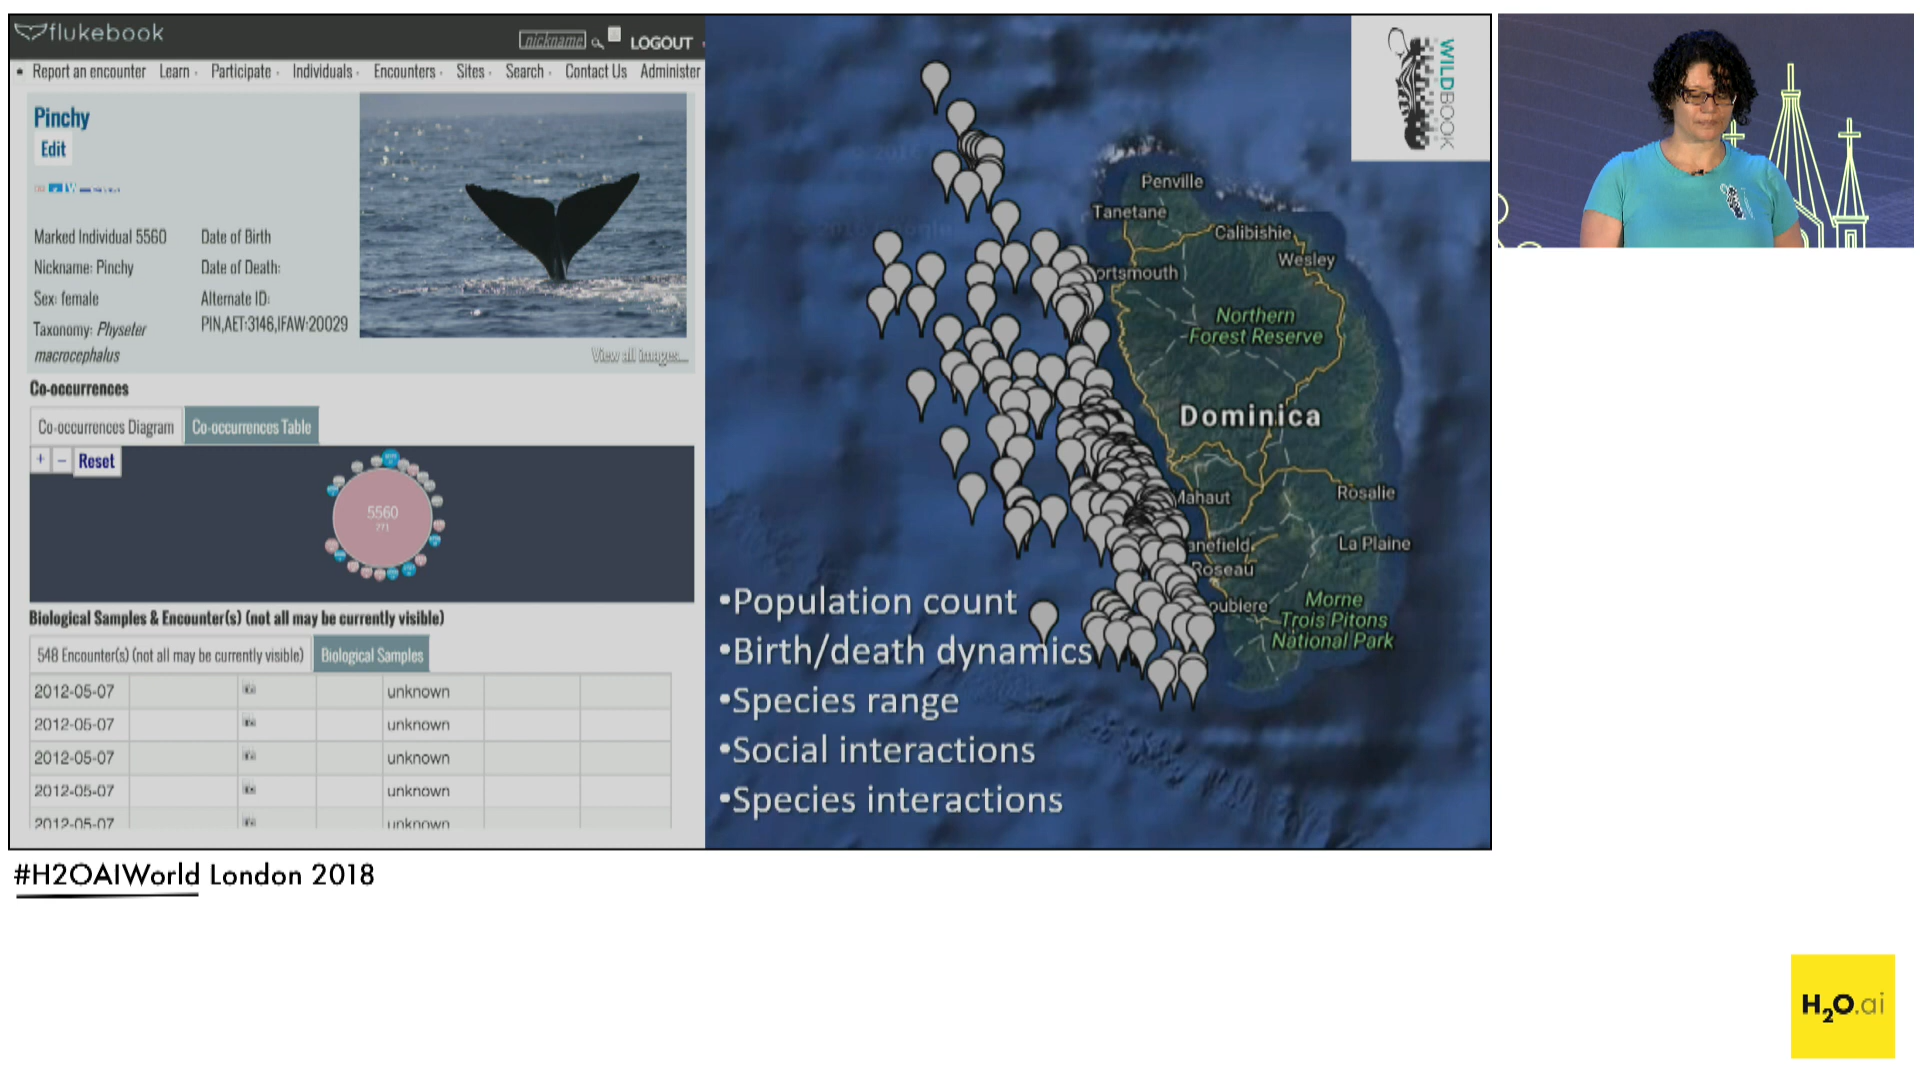 flukebook
nickname
LOGOUT
Report an encounter Learn Participate Individuals Encounters Sites Search Contact Us Administer
Pinchy
Edit
Marked Individual 5560
Nickname: Pinchy
Sex: female
Taxonomy: Physeter
macrocephalus
Date of Birth
Date of Death:
Alternate ID:
PIN,AET:3146,IFAW:20029
View all images...
Co-occurrences
Co-occurrences Diagram
Co-occurrences Table
+ – Reset
5560
271
Biological Samples & Encounter(s) (not all may be currently visible)
548 Encounter(s) (not all may be currently visible)
Biological Samples
2012-05-07 unknown
2012-05-07 unknown
2012-05-07 unknown
2012-05-07 unknown
2012-05-07 unknown
WILDBOOK
Penville
Tanetane
Calibishie
Wesley
ortsmouth
Northern
Forest Reserve
Dominica
Mahaut
Rosalie
anefield
La Plaine
Roseau
oubiere
Morne
Trois Pitons
National Park
•Population count
•Birth/death dynamics
•Species range
•Social interactions
•Species interactions
#H2OAIWorld London 2018
H2O.ai